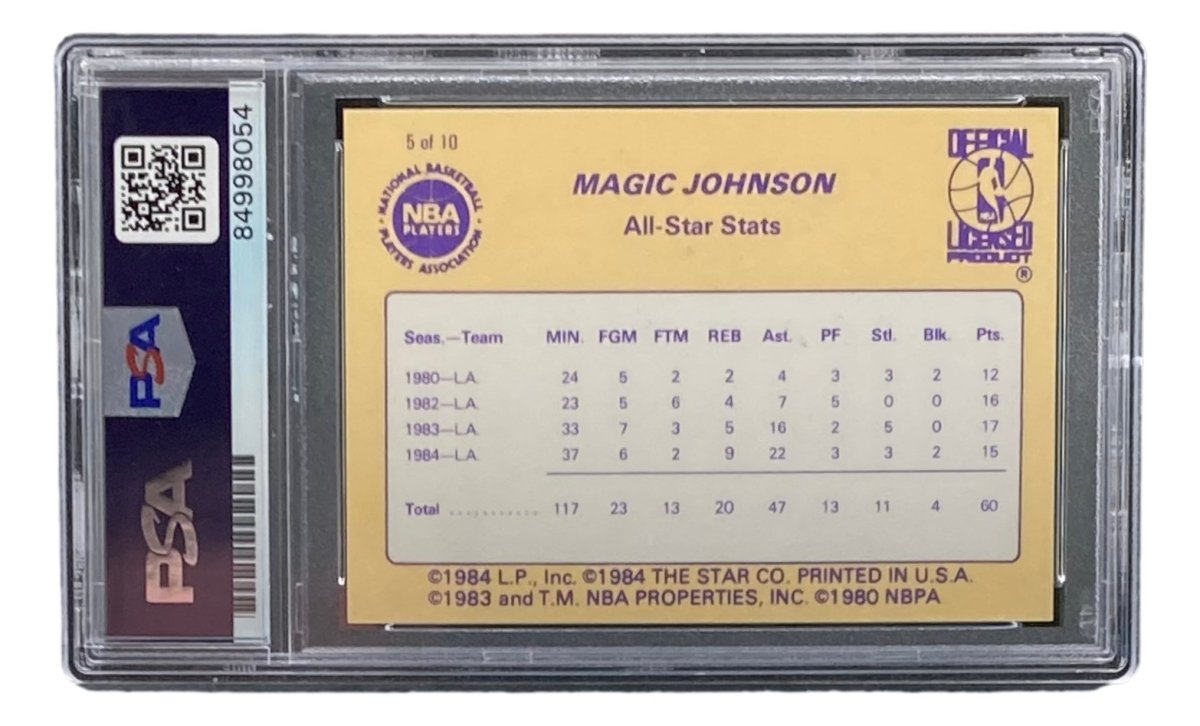 84998054
PSA
PSA
5 of 10
NATIONAL BASKETBALL
NBA
PLAYERS
PLAYERS ASSOCIATION
MAGIC JOHNSON
All-Star Stats
OFFICIAL
LICENSED
PRODUCT
®
Seas.—Team MIN. FGM FTM REB Ast. PF Stl. Blk. Pts.
1980—L.A. 24 5 2 2 4 3 3 2 12
1982—L.A. 23 5 6 4 7 5 0 0 16
1983—L.A. 33 7 3 5 16 2 5 0 17
1984—L.A. 37 6 2 9 22 3 3 2 15
Total ............ 117 23 13 20 47 13 11 4 60
©1984 L.P., Inc. ©1984 THE STAR CO. PRINTED IN U.S.A.
©1983 and T.M. NBA PROPERTIES, INC. ©1980 NBPA